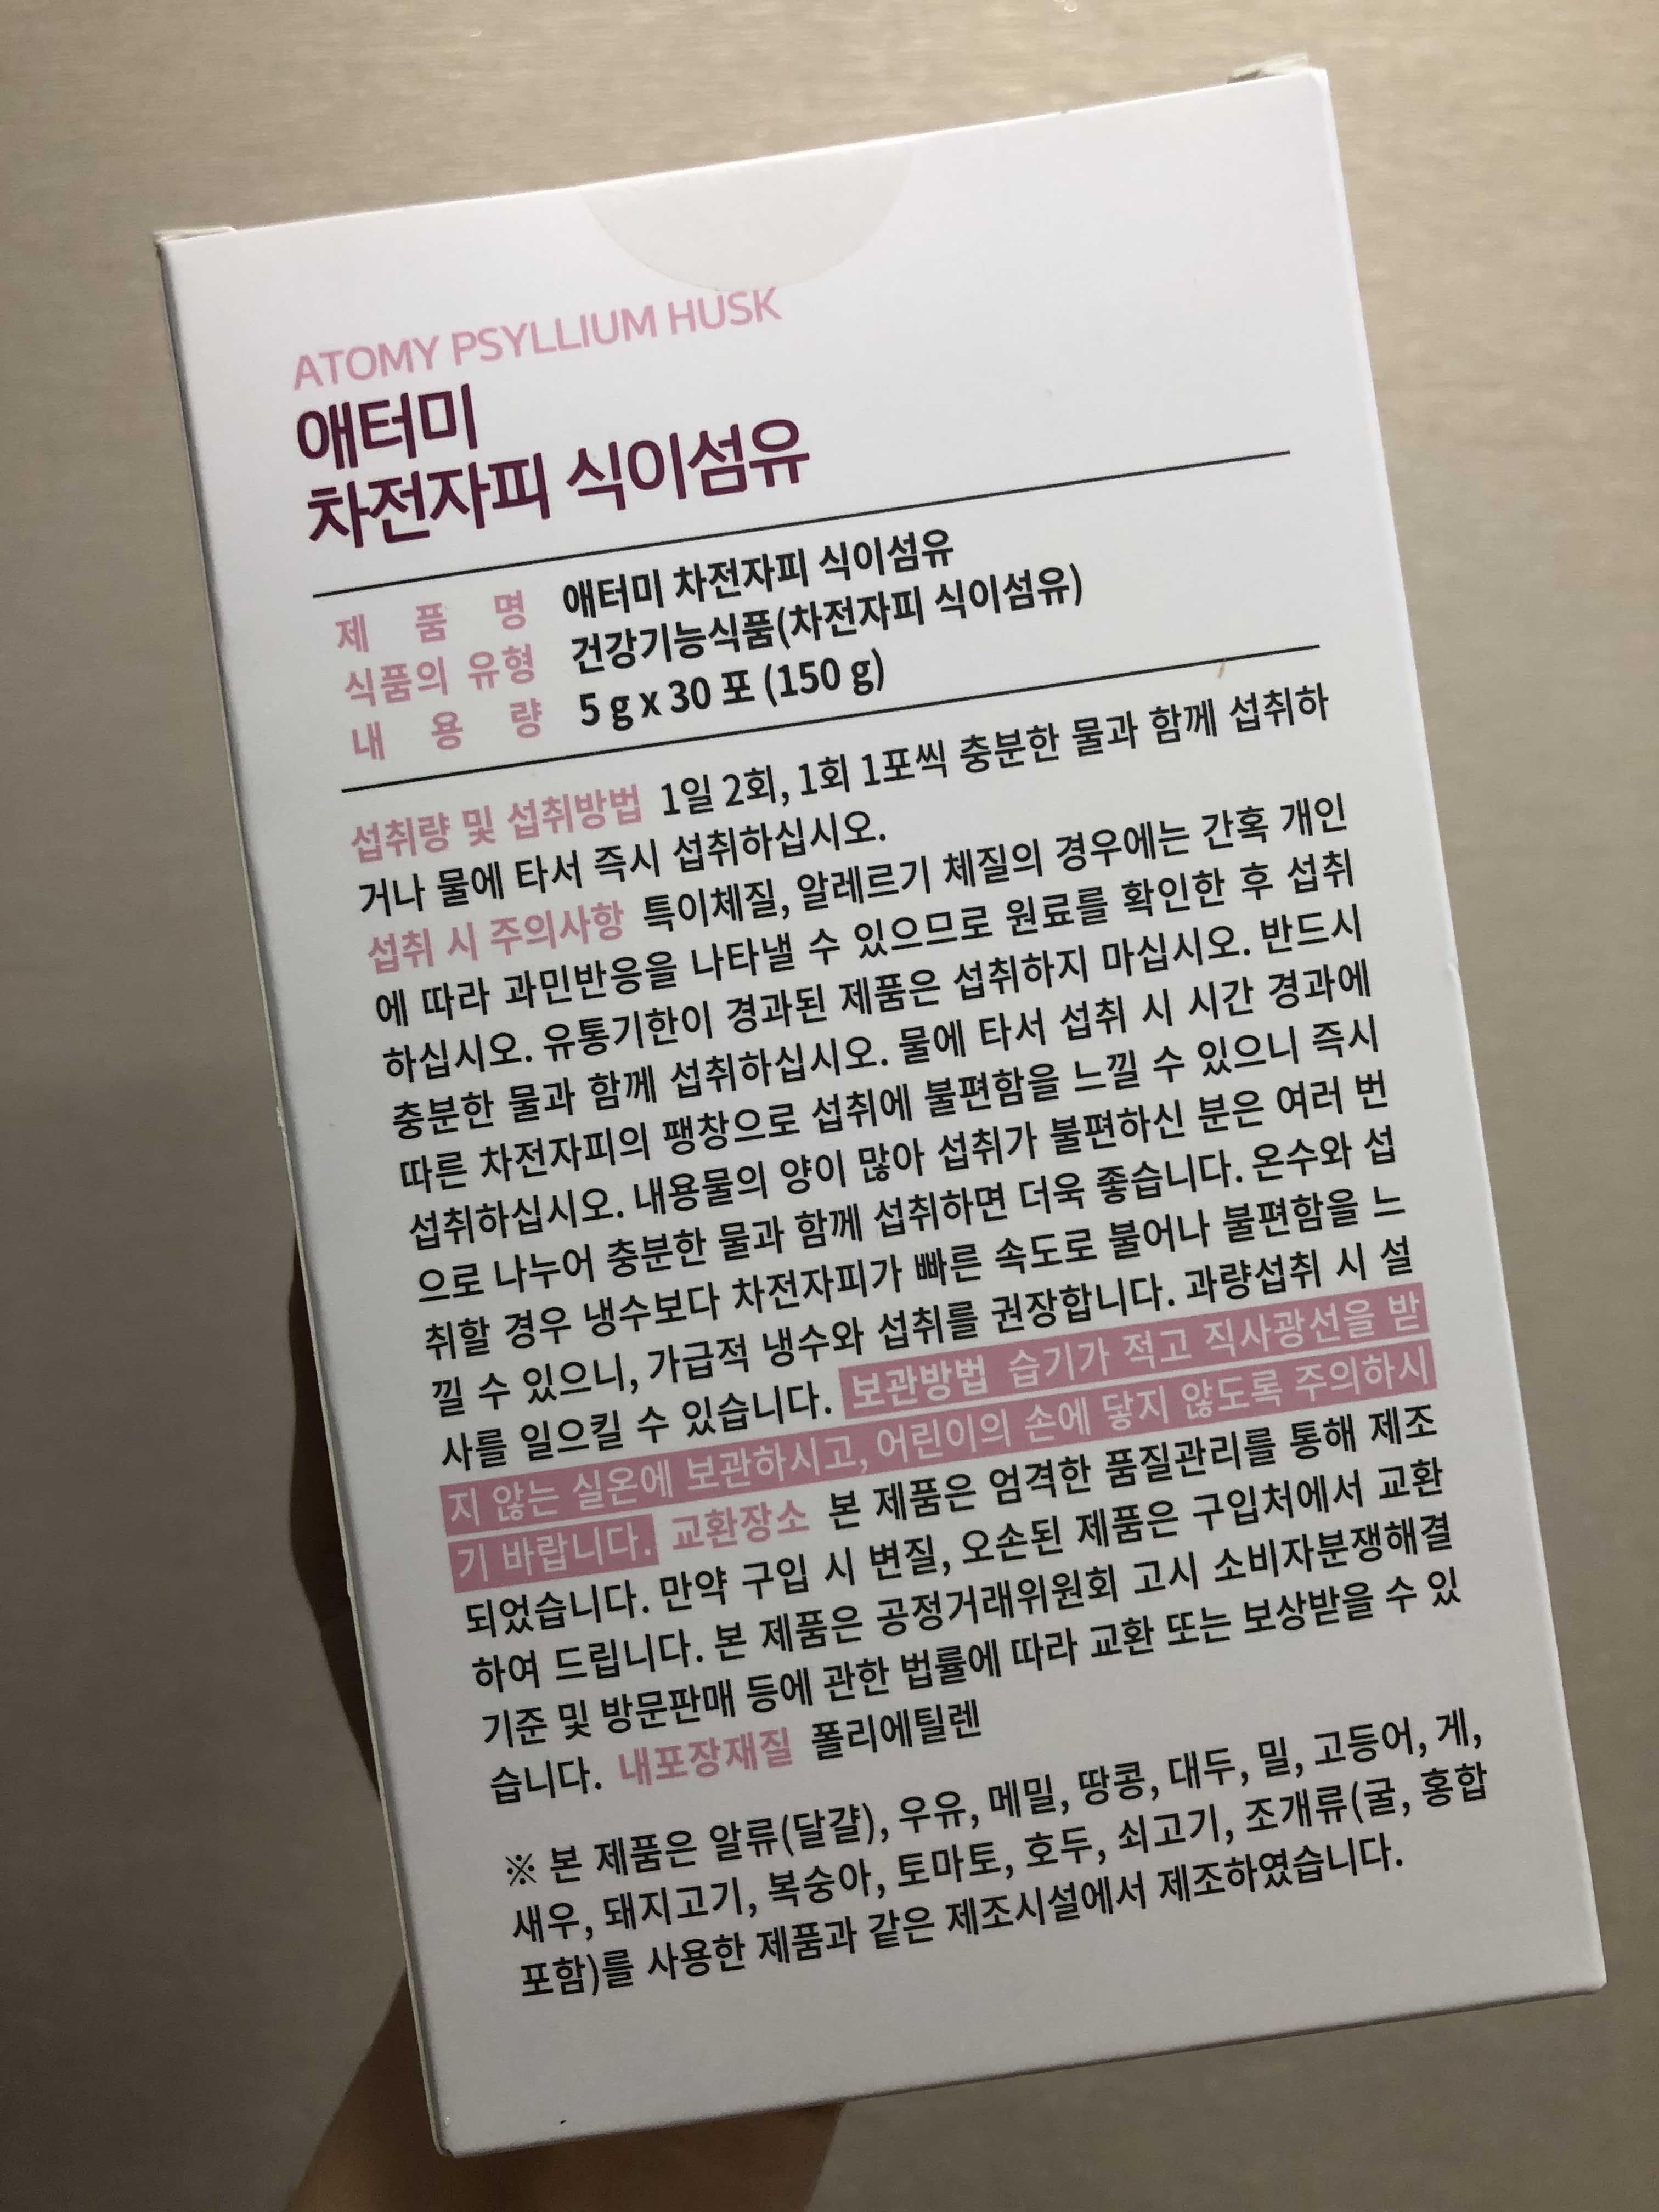 ATOMY PSYLLIUM HUSK
애터미
차전자피 식이섬유
제 품 명 애터미 차전자피 식이섬유
식품의 유형 건강기능식품(차전자피 식이섬유)
내 용 량 5 g x 30 포 (150 g)
섭취량 및 섭취방법 1일 2회, 1회 1포씩 충분한 물과 함께 섭취하
거나 물에 타서 즉시 섭취하십시오.
섭취 시 주의사항 특이체질, 알레르기 체질의 경우에는 간혹 개인
에 따라 과민반응을 나타낼 수 있으므로 원료를 확인한 후 섭취
하십시오. 유통기한이 경과된 제품은 섭취하지 마십시오. 반드시
충분한 물과 함께 섭취하십시오. 물에 타서 섭취 시 시간 경과에
따른 차전자피의 팽창으로 섭취에 불편함을 느낄 수 있으니 즉시
섭취하십시오. 내용물의 양이 많아 섭취가 불편하신 분은 여러 번
으로 나누어 충분한 물과 함께 섭취하면 더욱 좋습니다. 온수와 섭
취할 경우 냉수보다 차전자피가 빠른 속도로 불어나 불편함을 느
낄 수 있으니, 가급적 냉수와 섭취를 권장합니다. 과량섭취 시 설
사를 일으킬 수 있습니다. 보관방법 습기가 적고 직사광선을 받
지 않는 실온에 보관하시고, 어린이의 손에 닿지 않도록 주의하시
기 바랍니다. 교환장소 본 제품은 엄격한 품질관리를 통해 제조
되었습니다. 만약 구입 시 변질, 오손된 제품은 구입처에서 교환
하여 드립니다. 본 제품은 공정거래위원회 고시 소비자분쟁해결
기준 및 방문판매 등에 관한 법률에 따라 교환 또는 보상받을 수 있
습니다. 내포장재질 폴리에틸렌
※ 본 제품은 알류(달걀), 우유, 메밀, 땅콩, 대두, 밀, 고등어, 게,
새우, 돼지고기, 복숭아, 토마토, 호두, 쇠고기, 조개류(굴, 홍합
포함)를 사용한 제품과 같은 제조시설에서 제조하였습니다.